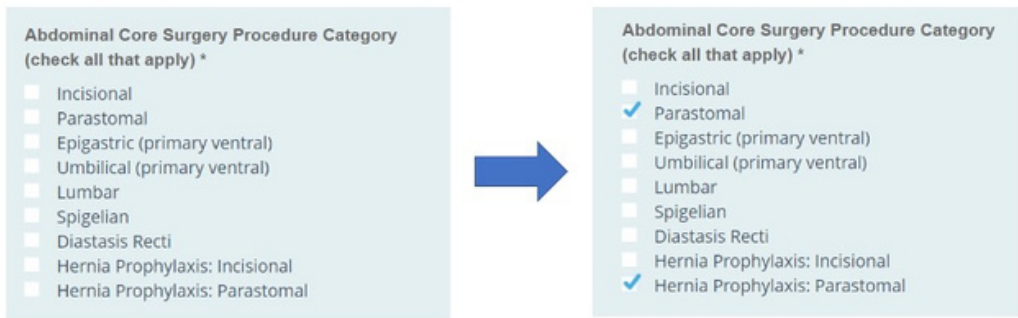 Abdominal Core Surgery Procedure Category
(check all that apply) *
Incisional
Parastomal
Epigastric (primary ventral)
Umbilical (primary ventral)
Lumbar
Spigelian
Diastasis Recti
Hernia Prophylaxis: Incisional
Hernia Prophylaxis: Parastomal
Abdominal Core Surgery Procedure Category
(check all that apply) *
Incisional
Parastomal
Epigastric (primary ventral)
Umbilical (primary ventral)
Lumbar
Spigelian
Diastasis Recti
Hernia Prophylaxis: Incisional
Hernia Prophylaxis: Parastomal